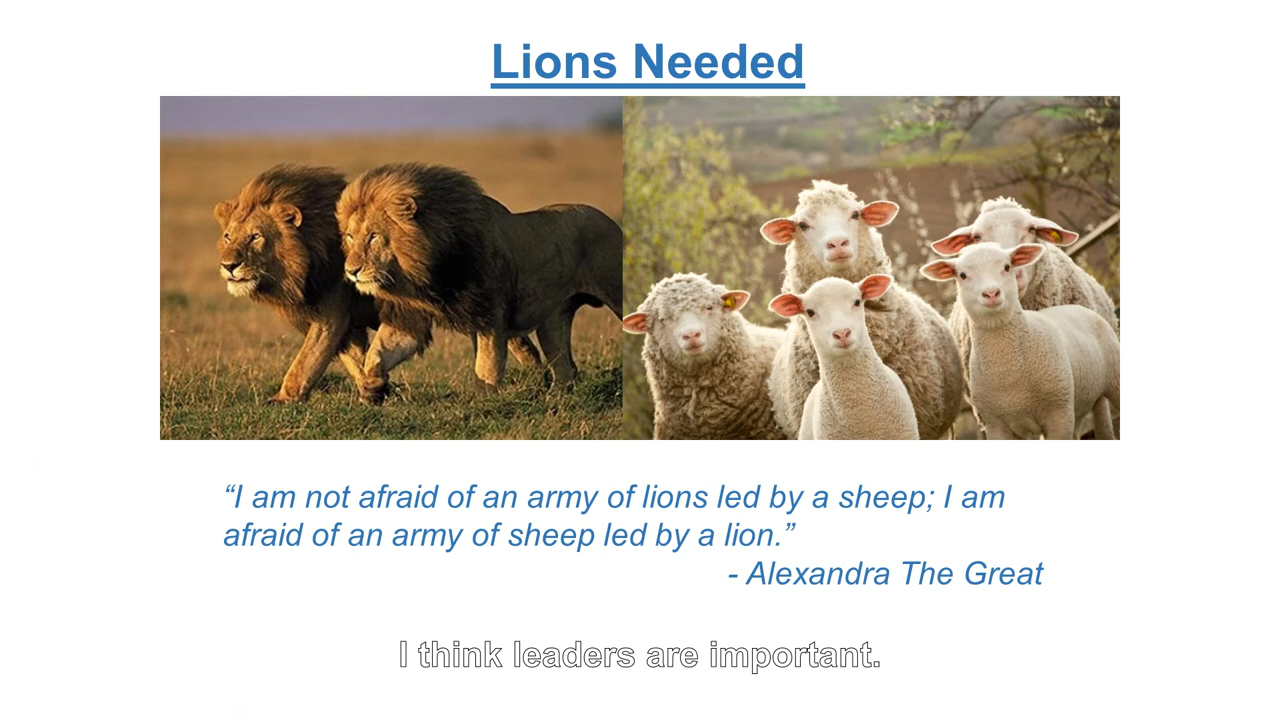 Lions Needed
“I am not afraid of an army of lions led by a sheep; I am
afraid of an army of sheep led by a lion.”
- Alexandra The Great
I think leaders are important.